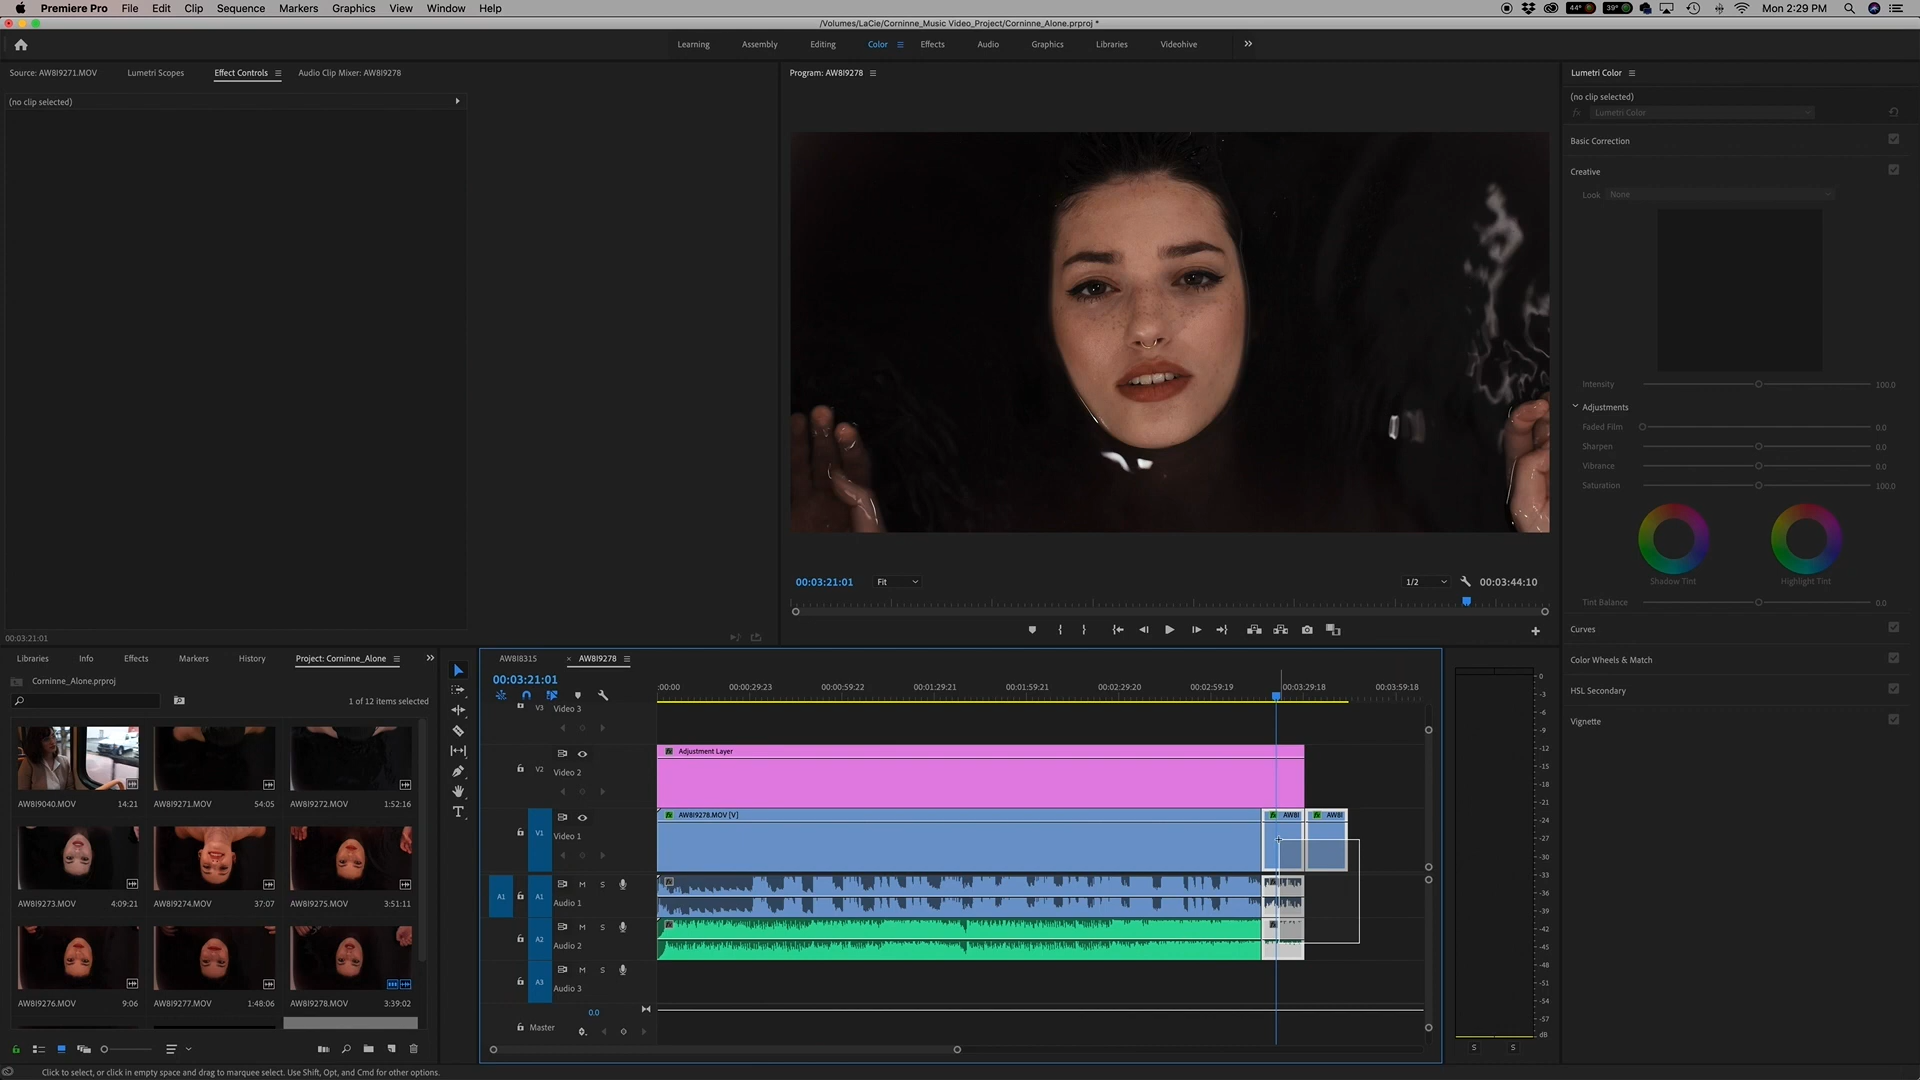 Premiere Pro File Edit Clip Sequence Markers Graphics View Window Help
44° 39° Mon 2:29 PM
/Volumes/LaCie/Corninne_Music Video_Project/Corninne_Alone.prproj *
Learning Assembly Editing Color Effects Audio Graphics Libraries Videohive
Source: AW8I9271.MOV Lumetri Scopes Effect Controls Audio Clip Mixer: AW8I9278
(no clip selected)
00:03:21:01
Program: AW8I9278
00:03:21:01 Fit 1/2 00:03:44:10
Lumetri Color
(no clip selected)
fx Lumetri Color
Basic Correction
Creative
Look None
Intensity 100.0
Adjustments
Faded Film 0.0
Sharpen 0.0
Vibrance 0.0
Saturation 100.0
Shadow Tint Highlight Tint
Tint Balance 0.0
Curves
Color Wheels & Match
HSL Secondary
Vignette
Libraries Info Effects Markers History Project: Corninne_Alone
Corninne_Alone.prproj
1 of 12 items selected
AW8I9040.MOV 14:21 AW8I9271.MOV 54:05 AW8I9272.MOV 1:52:16
AW8I9273.MOV 4:09:21 AW8I9274.MOV 37:07 AW8I9275.MOV 3:51:11
AW8I9276.MOV 9:06 AW8I9277.MOV 1:48:06 AW8I9278.MOV 3:39:02
AW8I8315 × AW8I9278
00:03:21:01
:00:00 00:00:29:23 00:00:59:22 00:01:29:21 00:01:59:21 00:02:29:20 00:02:59:19 00:03:29:18 00:03:59:18
V3 Video 3
Adjustment Layer
V2 Video 2
AW8I9278.MOV [V] AW8I AW8I
V1 V1 Video 1
A1 A1 M S
Audio 1
A2 M S
Audio 2
A3 M S
Audio 3
0.0
Master
0
-3
-6
-9
-12
-15
-18
-21
-24
-27
-30
-33
-36
-39
-42
-45
-48
-51
-54
-57
dB
S S
Click to select, or click in empty space and drag to marquee select. Use Shift, Opt, and Cmd for other options.